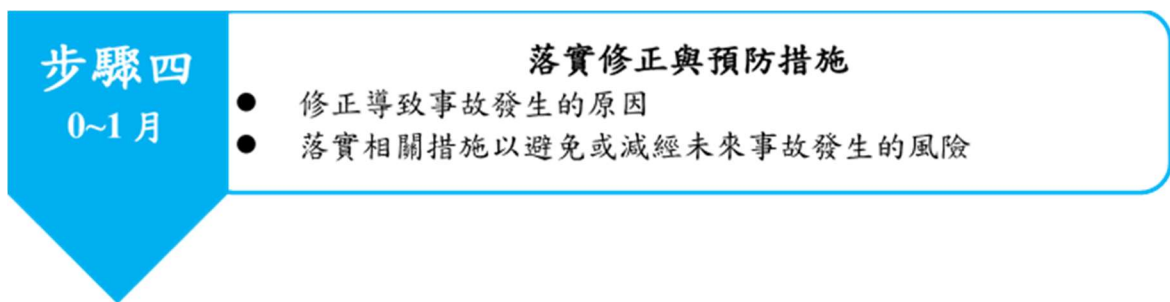 步驟四
0~1 月
落實修正與預防措施
● 修正導致事故發生的原因
● 落實相關措施以避免或減經未來事故發生的風險